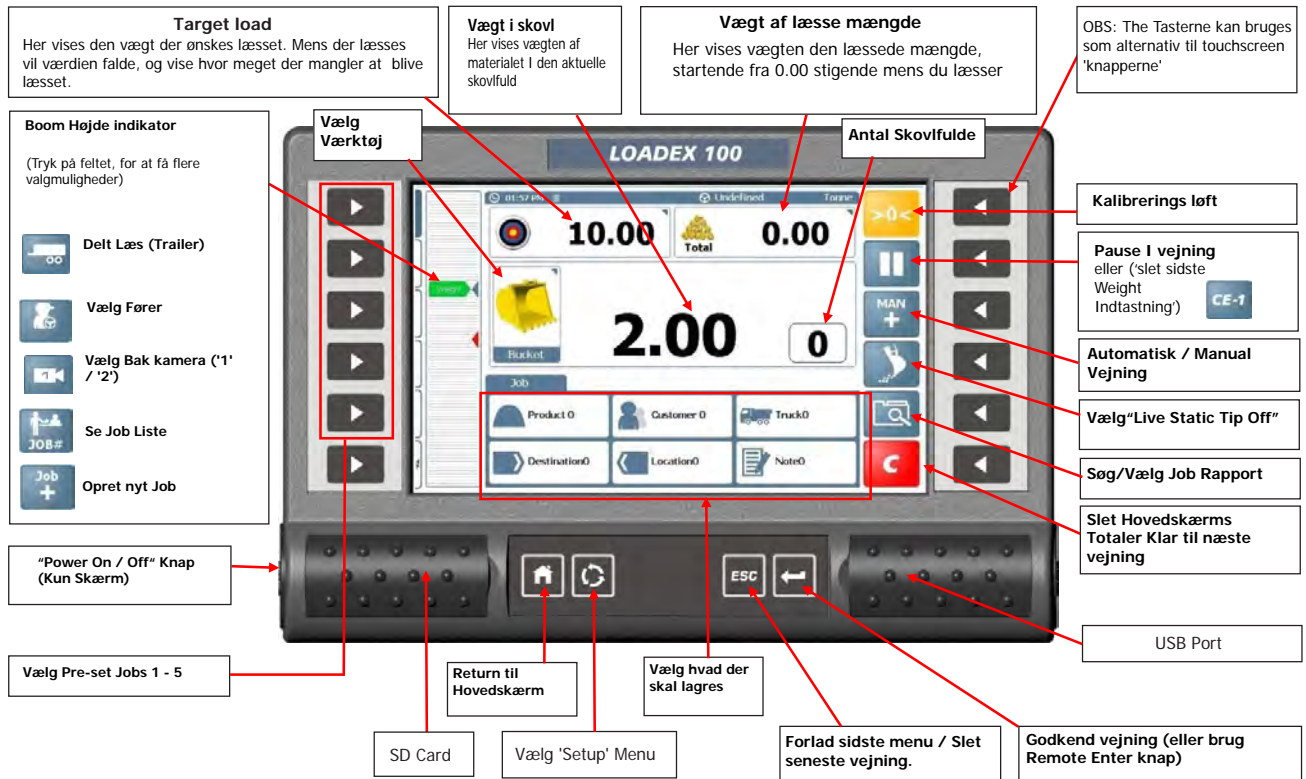 Target load
Her vises den vægt der ønskes læsset. Mens der læsses
vil værdien falde, og vise hvor meget der mangler at blive
læsset.
Vægt i skovl
Her vises vægten af
materialet I den aktuelle
skovlfuld
Vægt af læsse mængde
Her vises vægten den læssede mængde,
startende fra 0.00 stigende mens du læsser
OBS: The Tasterne kan bruges
som alternativ til touchscreen
'knapperne'
Boom Højde indikator
(Tryk på feltet, for at få flere
valgmuligheder)
Delt Læs (Trailer)
Vælg Fører
1
Vælg Bak kamera ('1'
/ '2')
JOB#
Se Job Liste
Job
+
Opret nyt Job
Vælg
Værktøj
Antal Skovlfulde
LOADEX 100
01:57 PM
Undefined
Tonne
10.00
Total
0.00
Bucket
2.00
0
Job
Product 0
Customer 0
Truck0
Destination0
Location0
Note0
>0<
MAN
+
C
Kalibrerings løft
Pause I vejning
eller ('slet sidste
Weight
Indtastning')
CE-1
Automatisk / Manual
Vejning
Vælg"Live Static Tip Off"
Søg/Vælg Job Rapport
Slet Hovedskærms
Totaler Klar til næste
vejning
"Power On / Off" Knap
(Kun Skærm)
ESC
USB Port
Vælg Pre-set Jobs 1 - 5
Return til
Hovedskærm
Vælg hvad der
skal lagres
SD Card
Vælg 'Setup' Menu
Forlad sidste menu / Slet
seneste vejning.
Godkend vejning (eller brug
Remote Enter knap)